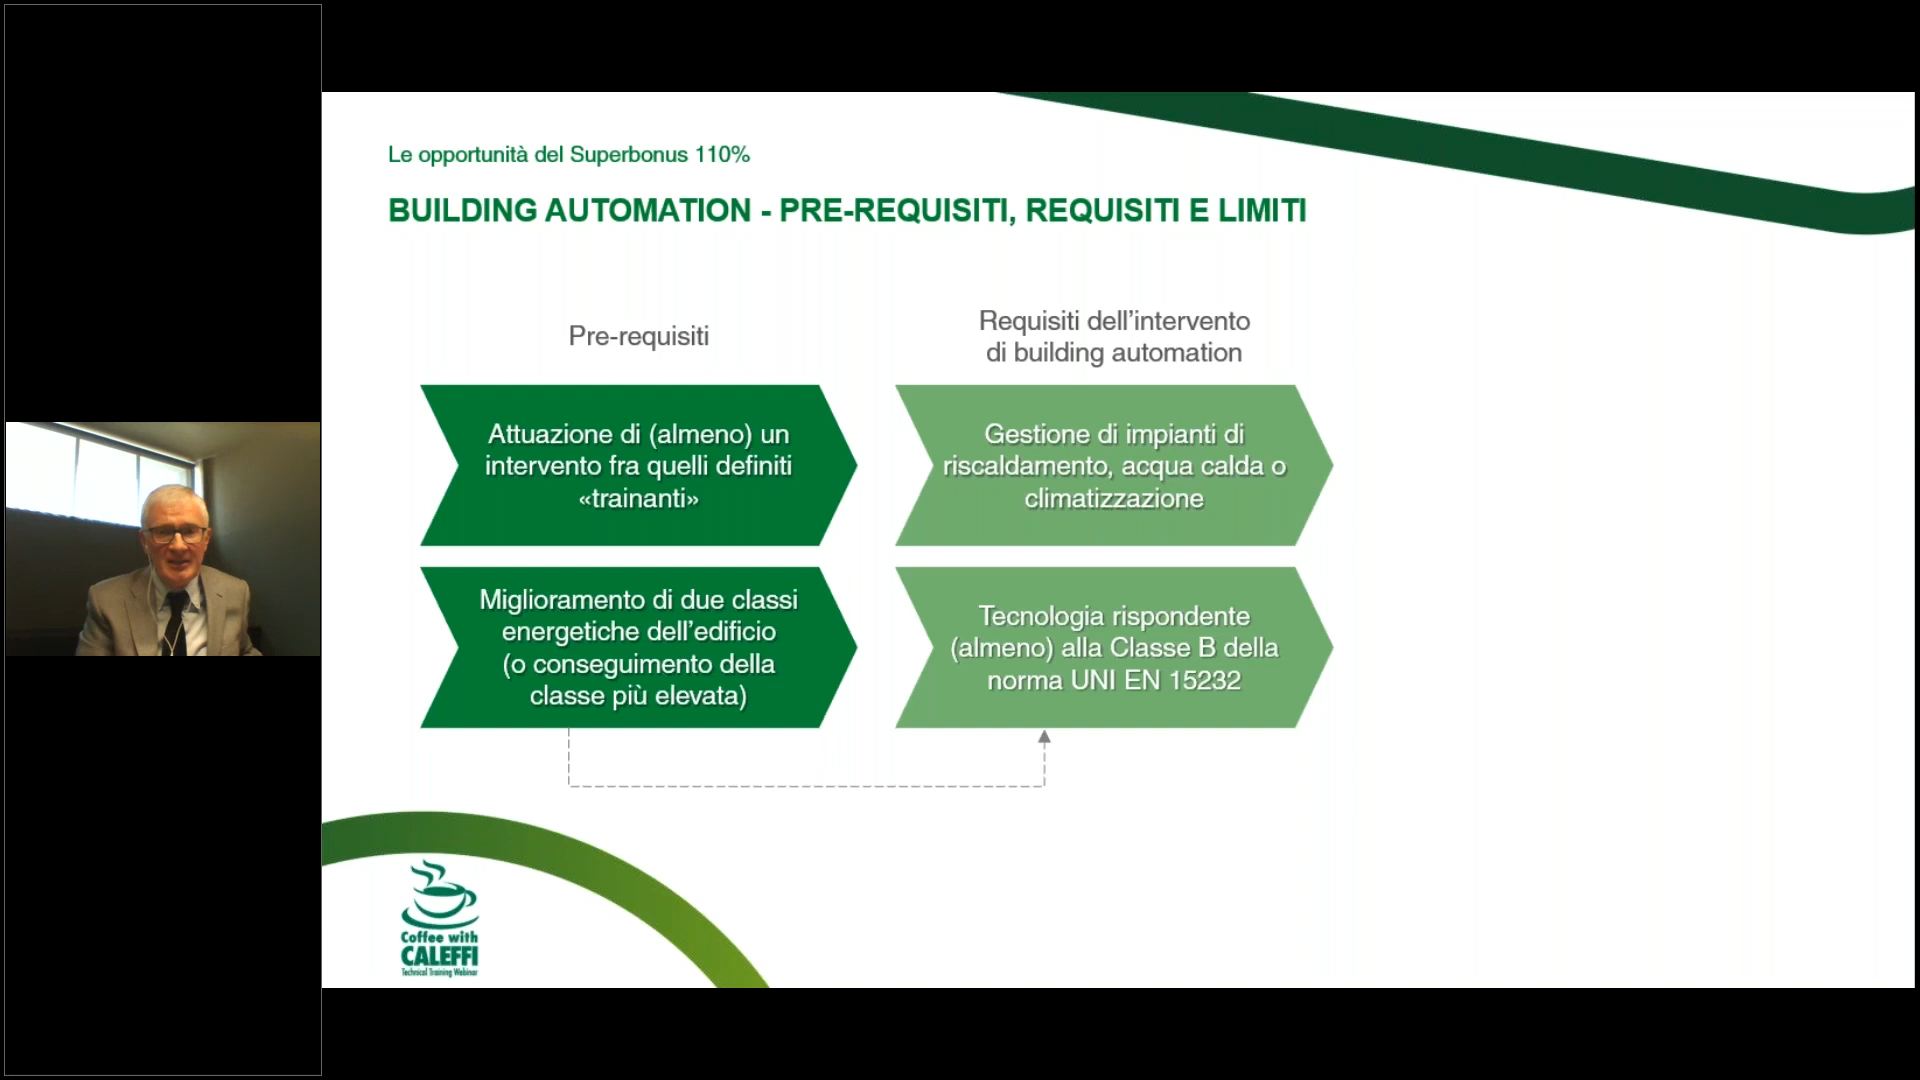 Le opportunità del Superbonus 110%
BUILDING AUTOMATION - PRE-REQUISITI, REQUISITI E LIMITI
Pre-requisiti
Requisiti dell’intervento
di building automation
Attuazione di (almeno) un
intervento fra quelli definiti
«trainanti»
Gestione di impianti di
riscaldamento, acqua calda o
climatizzazione
Miglioramento di due classi
energetiche dell’edificio
(o conseguimento della
classe più elevata)
Tecnologia rispondente
(almeno) alla Classe B della
norma UNI EN 15232
Coffee with
CALEFFI
Technical Training Webinar